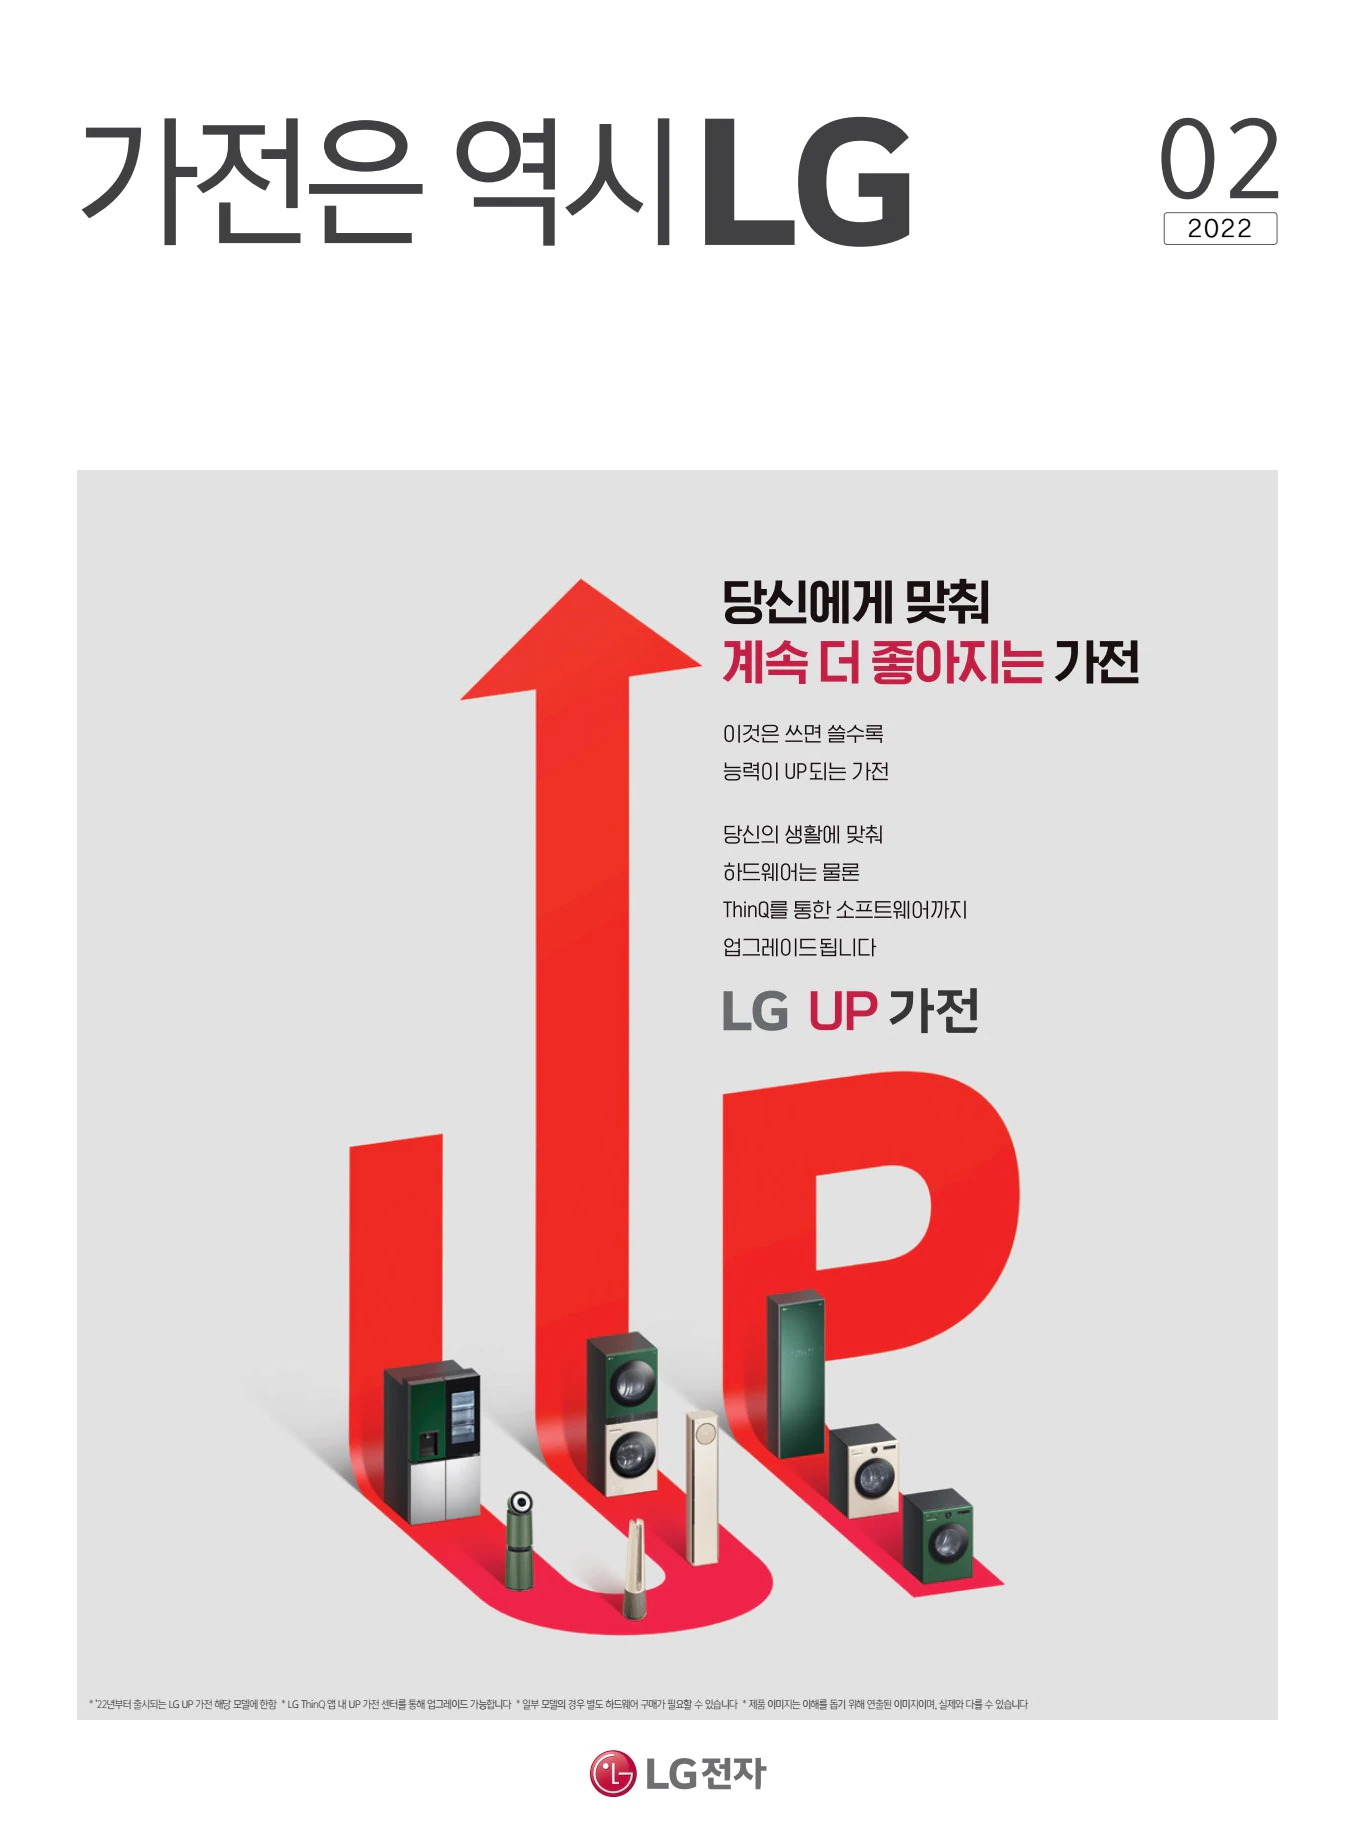 가전은 역시 LG
02
2022
당신에게 맞춰
계속 더 좋아지는 가전
이것은 쓰면 쓸수록
능력이 UP되는 가전
당신의 생활에 맞춰
하드웨어는 물론
ThinQ를 통한 소프트웨어까지
업그레이드 됩니다
LG UP 가전
UP
* '22년부터 출시되는 LG UP 가전 해당 모델에 한함 * LG ThinQ 앱 내 UP 가전 센터를 통해 업그레이드 가능합니다 * 일부 모델의 경우 별도 하드웨어 구매가 필요할 수 있습니다 * 제품 이미지는 이해를 돕기 위해 연출된 이미지이며, 실제와 다를 수 있습니다
LG전자